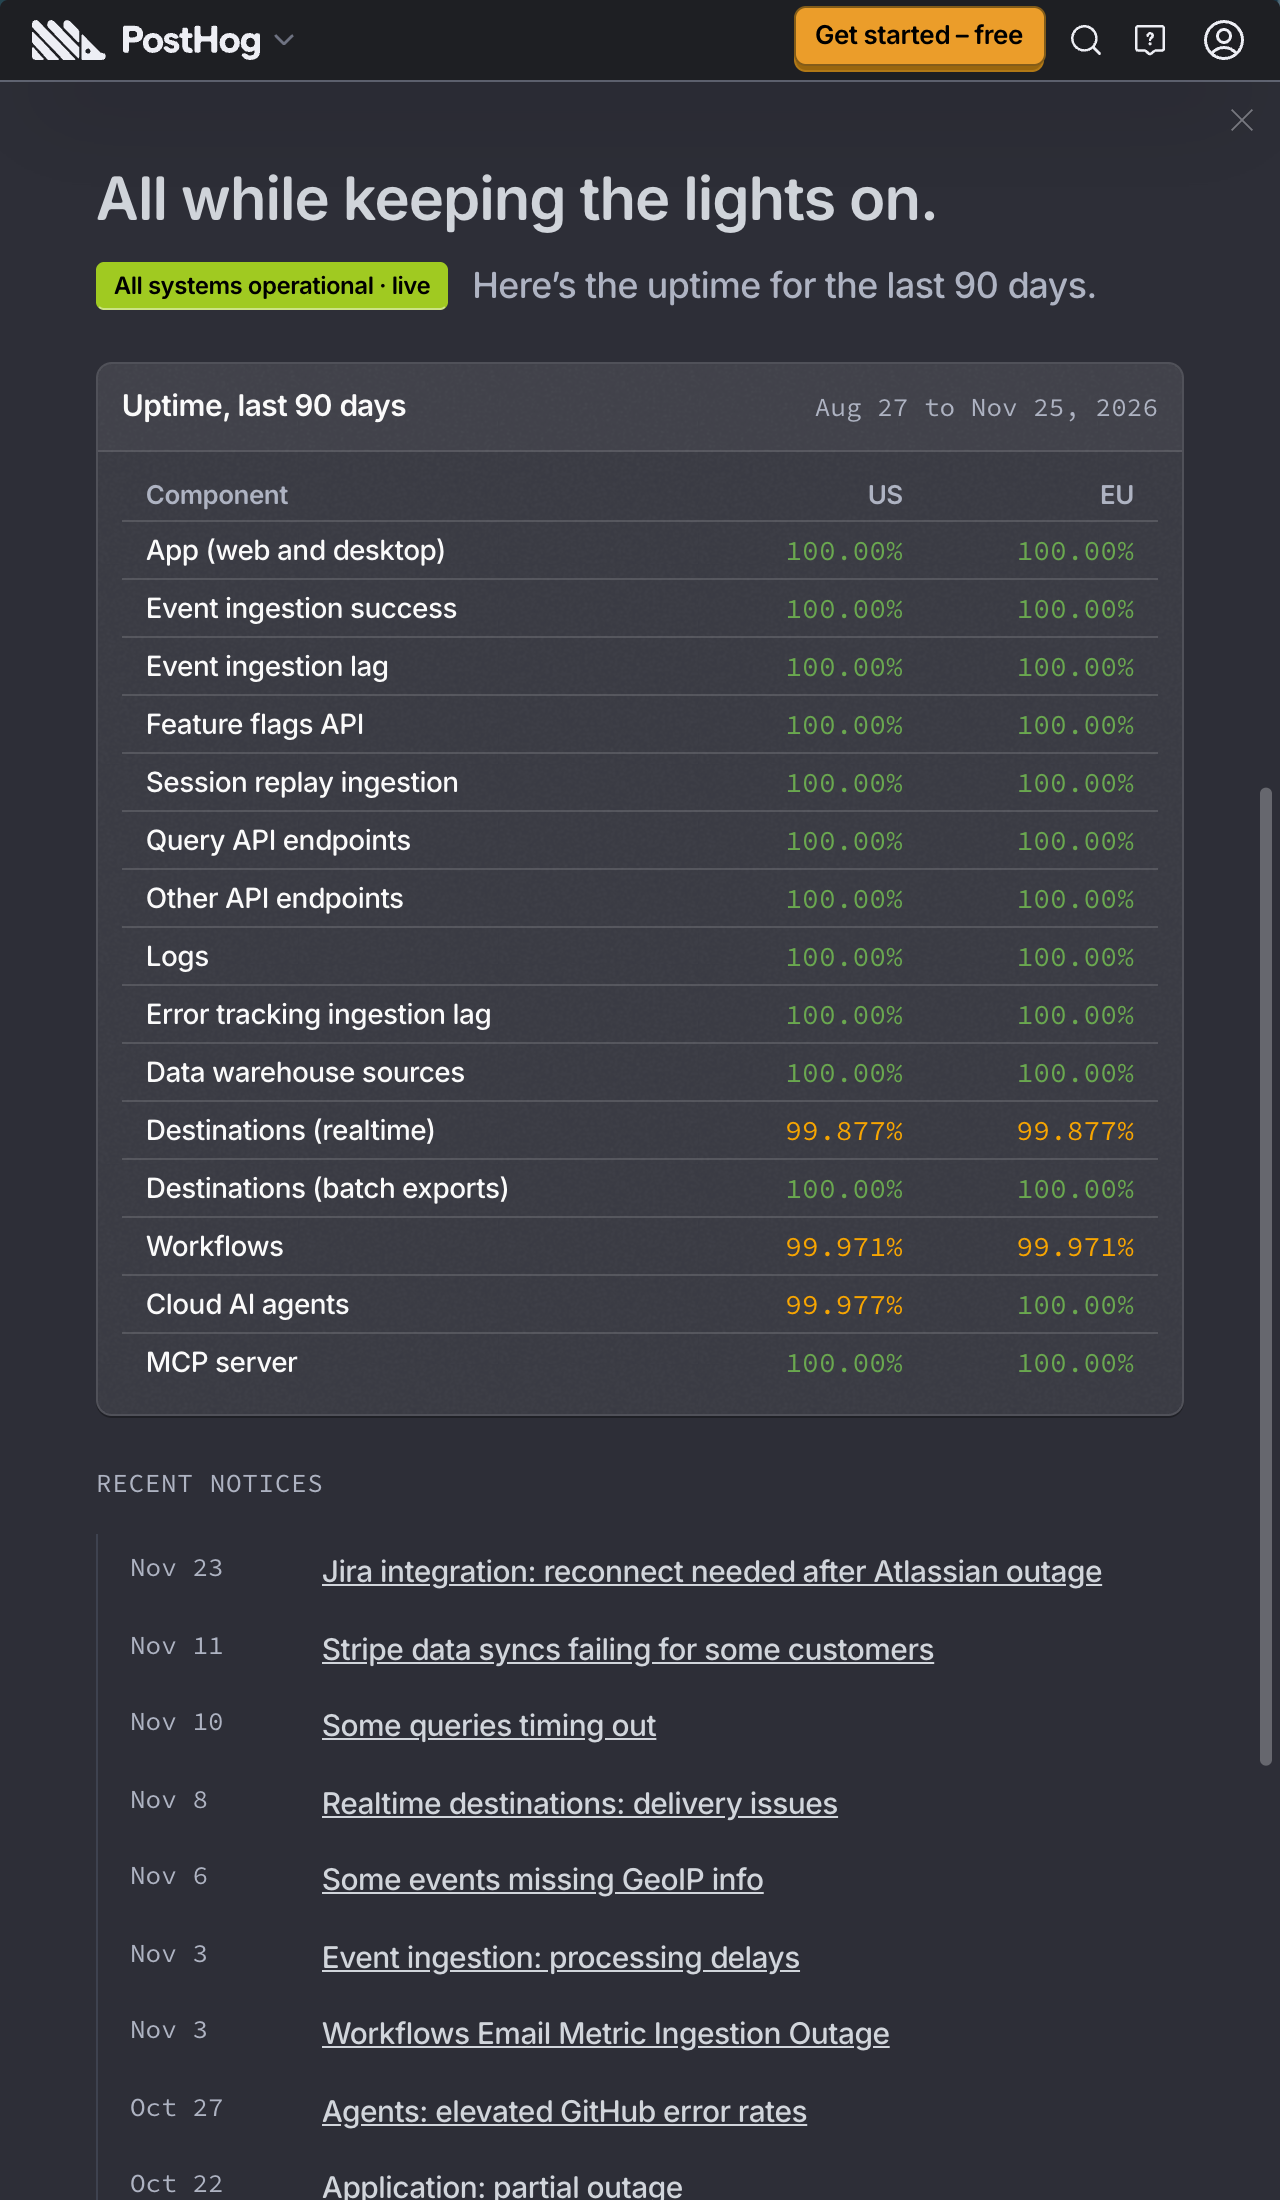 PostHog
Get started – free
All while keeping the lights on.
All systems operational · live
Here’s the uptime for the last 90 days.
Uptime, last 90 days
Aug 27 to Nov 25, 2026
Component US EU
App (web and desktop) 100.00% 100.00%
Event ingestion success 100.00% 100.00%
Event ingestion lag 100.00% 100.00%
Feature flags API 100.00% 100.00%
Session replay ingestion 100.00% 100.00%
Query API endpoints 100.00% 100.00%
Other API endpoints 100.00% 100.00%
Logs 100.00% 100.00%
Error tracking ingestion lag 100.00% 100.00%
Data warehouse sources 100.00% 100.00%
Destinations (realtime) 99.877% 99.877%
Destinations (batch exports) 100.00% 100.00%
Workflows 99.971% 99.971%
Cloud AI agents 99.977% 100.00%
MCP server 100.00% 100.00%
RECENT NOTICES
Nov 23 Jira integration: reconnect needed after Atlassian outage
Nov 11 Stripe data syncs failing for some customers
Nov 10 Some queries timing out
Nov 8 Realtime destinations: delivery issues
Nov 6 Some events missing GeoIP info
Nov 3 Event ingestion: processing delays
Nov 3 Workflows Email Metric Ingestion Outage
Oct 27 Agents: elevated GitHub error rates
Oct 22 Application: partial outage